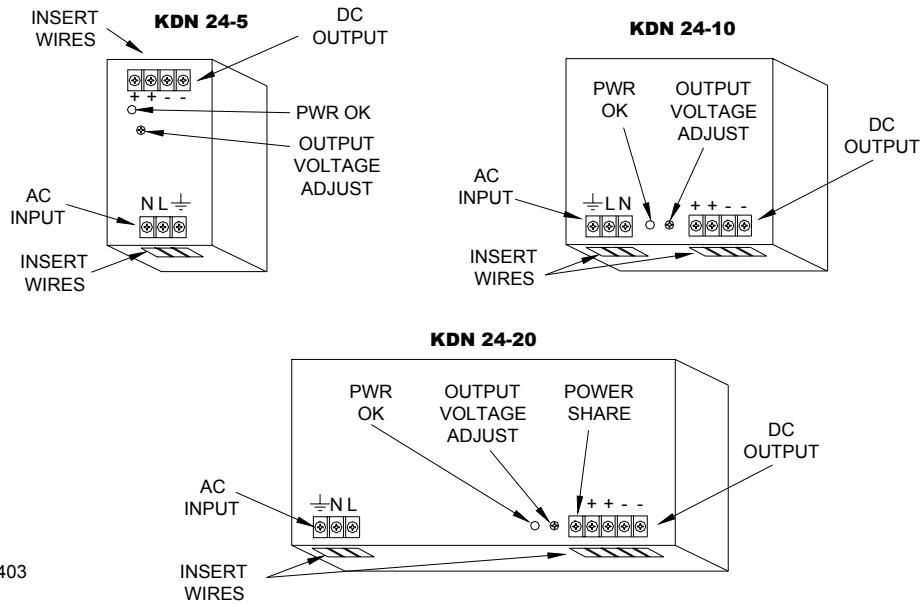 KDN 24-5
INSERT
WIRES
DC
OUTPUT
+ + - -
PWR OK
OUTPUT
VOLTAGE
ADJUST
AC
INPUT
N L ⏚
INSERT
WIRES
KDN 24-10
PWR
OK
OUTPUT
VOLTAGE
ADJUST
DC
OUTPUT
AC
INPUT
⏚ L N
+ + - -
INSERT
WIRES
KDN 24-20
PWR
OK
OUTPUT
VOLTAGE
ADJUST
POWER
SHARE
DC
OUTPUT
AC
INPUT
⏚ N L
+ + - -
INSERT
WIRES
403